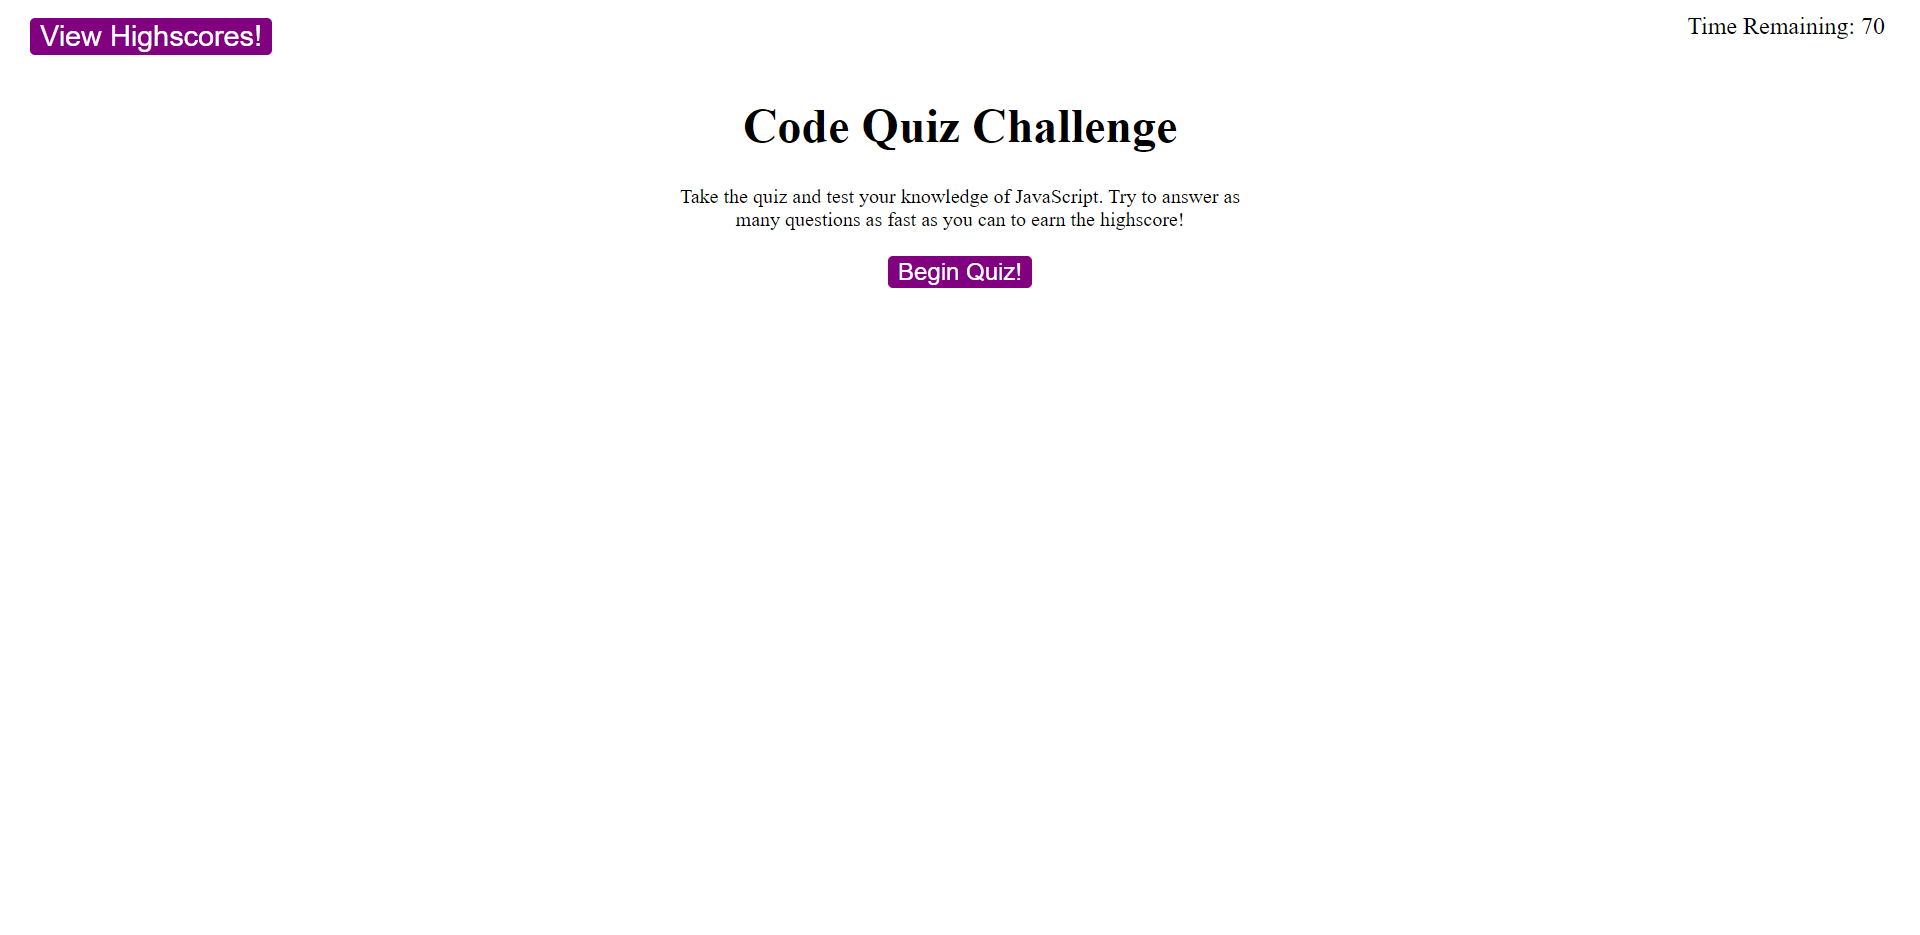 View Highscores!
Time Remaining: 70
Code Quiz Challenge
Take the quiz and test your knowledge of JavaScript. Try to answer as
many questions as fast as you can to earn the highscore!
Begin Quiz!